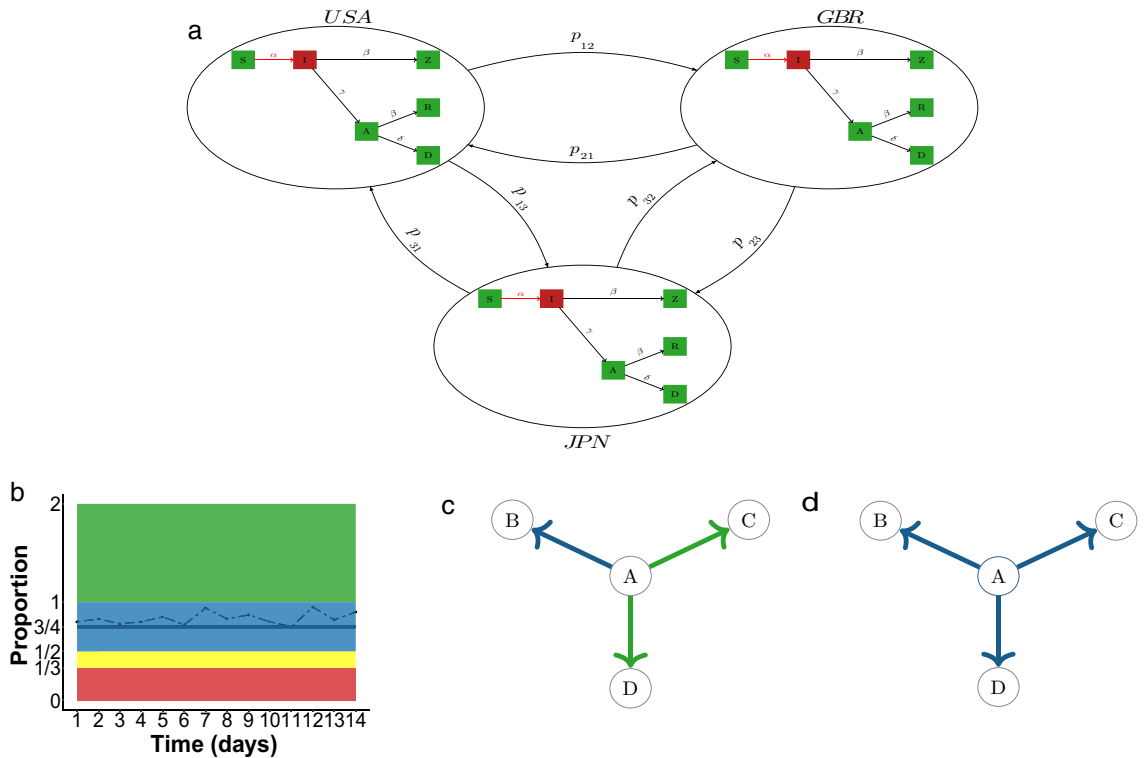 a
USA
GBR
S α I β Z
γ
A β R
δ D
S α I β Z
γ
A β R
δ D
p12
p21
p13
p31
p32
p23
S α I β Z
γ
A β R
δ D
JPN
b
Proportion
2
1
3/4
1/2
1/3
0
1 2 3 4 5 6 7 8 9 10 11 12 13 14
Time (days)
c
B
C
A
D
d
B
C
A
D